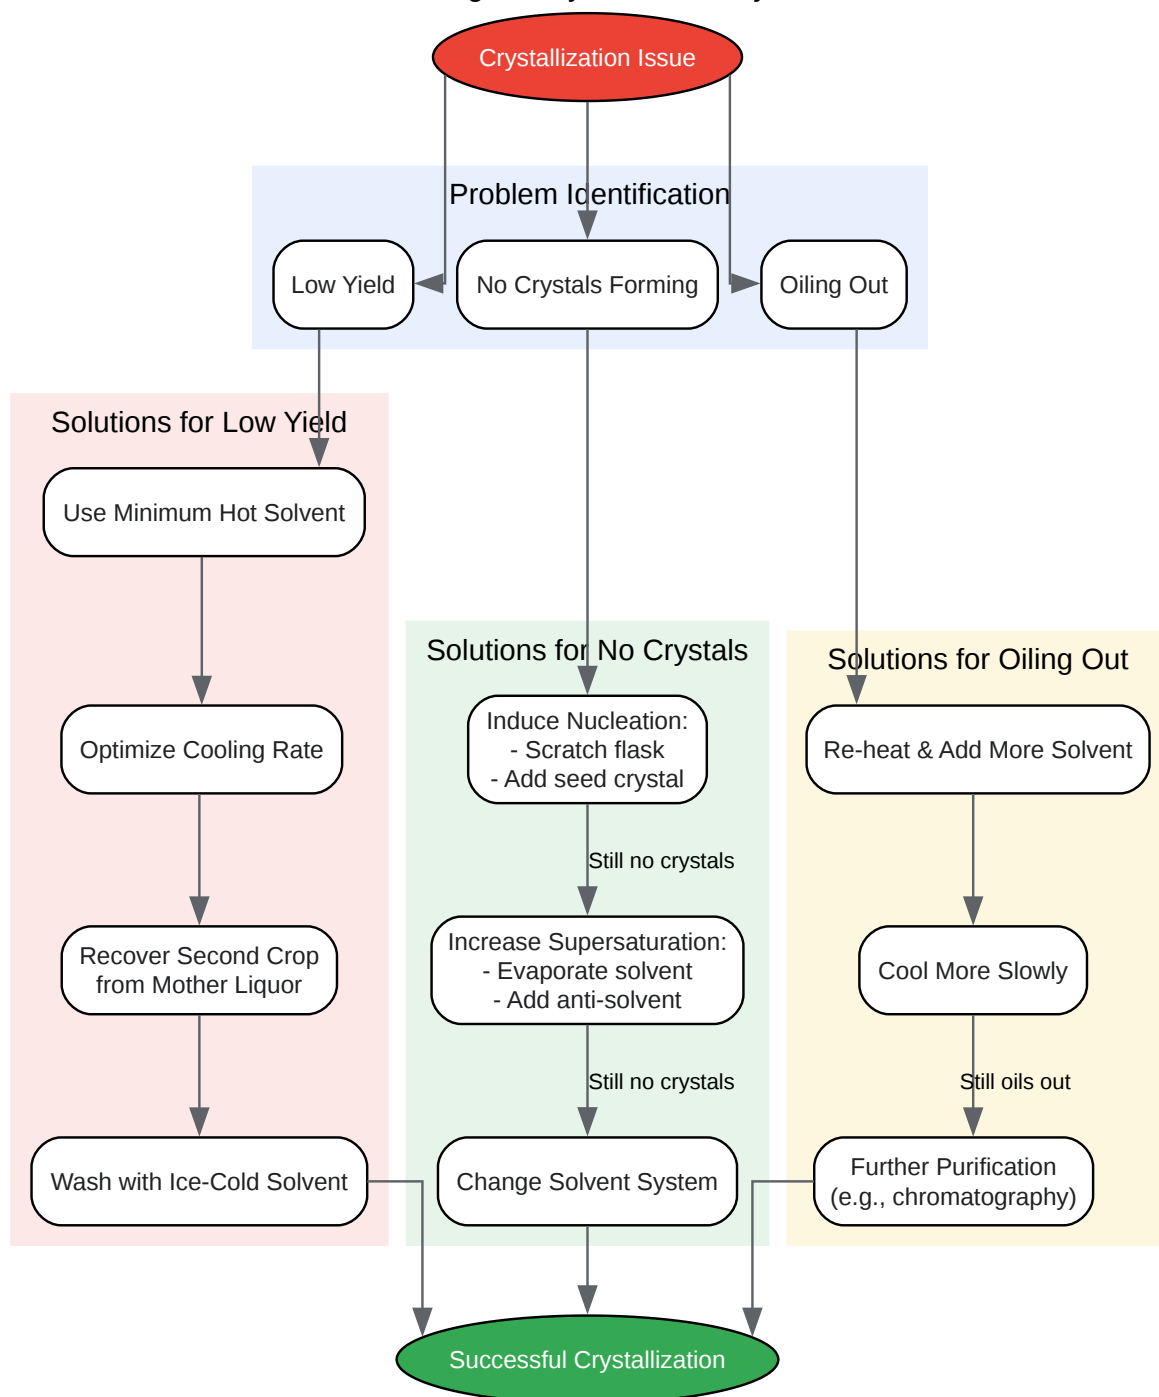 Crystallization Issue
Problem Identification
Low Yield
No Crystals Forming
Oiling Out
Solutions for Low Yield
Use Minimum Hot Solvent
Optimize Cooling Rate
Recover Second Crop
from Mother Liquor
Wash with Ice-Cold Solvent
Solutions for No Crystals
Induce Nucleation:
- Scratch flask
- Add seed crystal
Still no crystals
Increase Supersaturation:
- Evaporate solvent
- Add anti-solvent
Still no crystals
Change Solvent System
Solutions for Oiling Out
Re-heat & Add More Solvent
Cool More Slowly
Still oils out
Further Purification
(e.g., chromatography)
Successful Crystallization